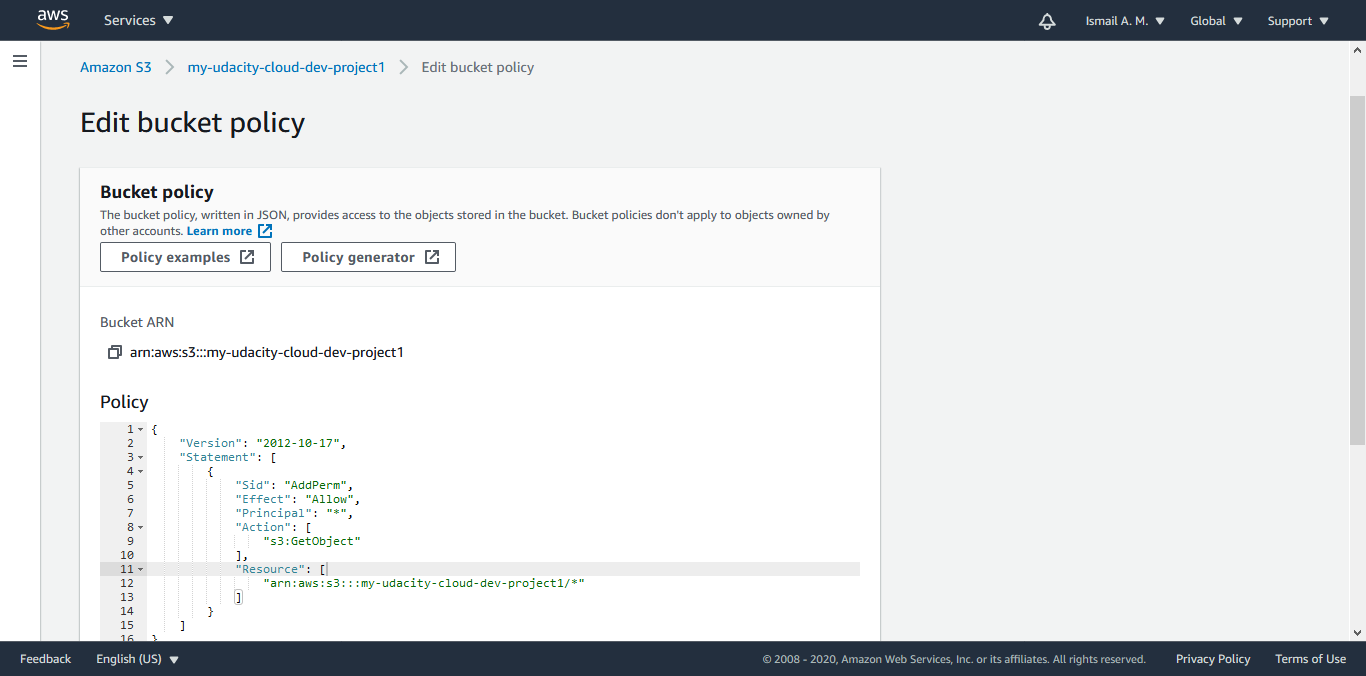 aws Services Ismail A. M. Global Support
Amazon S3 my-udacity-cloud-dev-project1 Edit bucket policy
Edit bucket policy
Bucket policy
The bucket policy, written in JSON, provides access to the objects stored in the bucket. Bucket policies don't apply to objects owned by
other accounts. Learn more
Policy examples Policy generator
Bucket ARN
arn:aws:s3:::my-udacity-cloud-dev-project1
Policy
1 {
2 "Version": "2012-10-17",
3 "Statement": [
4 {
5 "Sid": "AddPerm",
6 "Effect": "Allow",
7 "Principal": "*",
8 "Action": [
9 "s3:GetObject"
10 ],
11 "Resource": [
12 "arn:aws:s3:::my-udacity-cloud-dev-project1/*"
13 ]
14 }
15 ]
16 }
Feedback English (US) © 2008 - 2020, Amazon Web Services, Inc. or its affiliates. All rights reserved. Privacy Policy Terms of Use